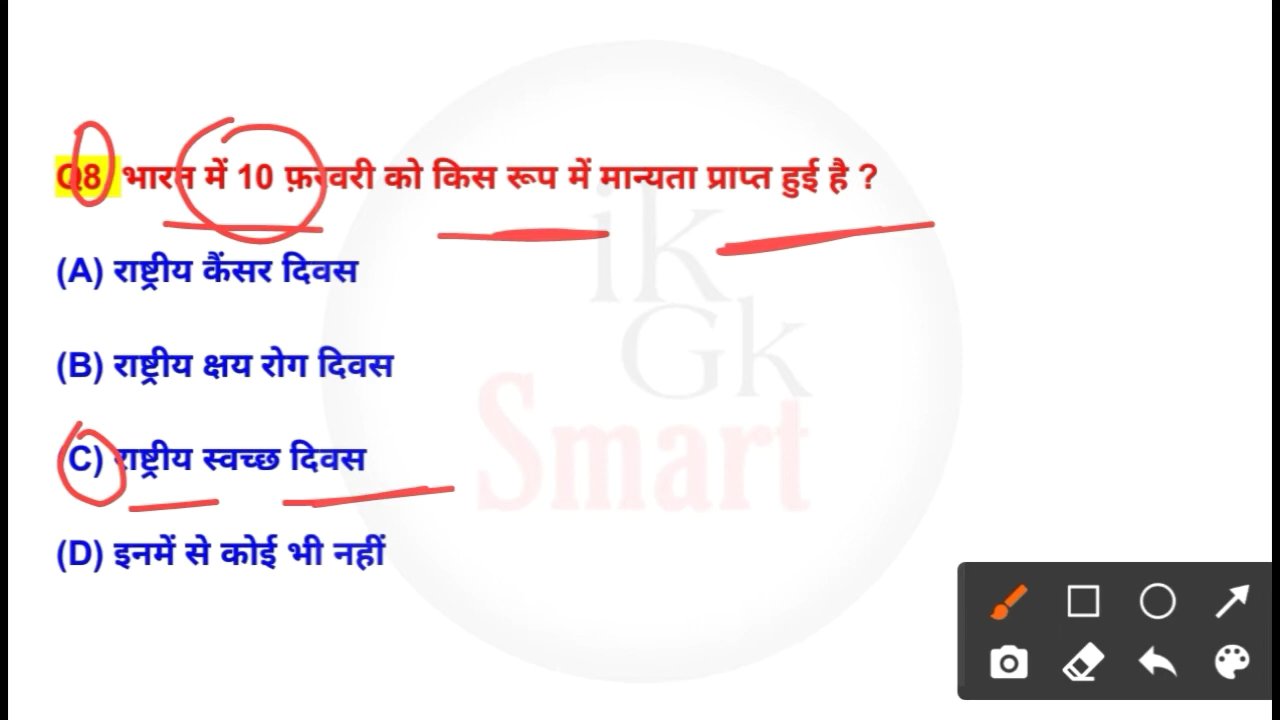 Q8 भारत में 10 फ़रवरी को किस रूप में मान्यता प्राप्त हुई है ?
(A) राष्ट्रीय कैंसर दिवस
(B) राष्ट्रीय क्षय रोग दिवस
(C) राष्ट्रीय स्वच्छ दिवस
(D) इनमें से कोई भी नहीं
ik
Gk
Smart